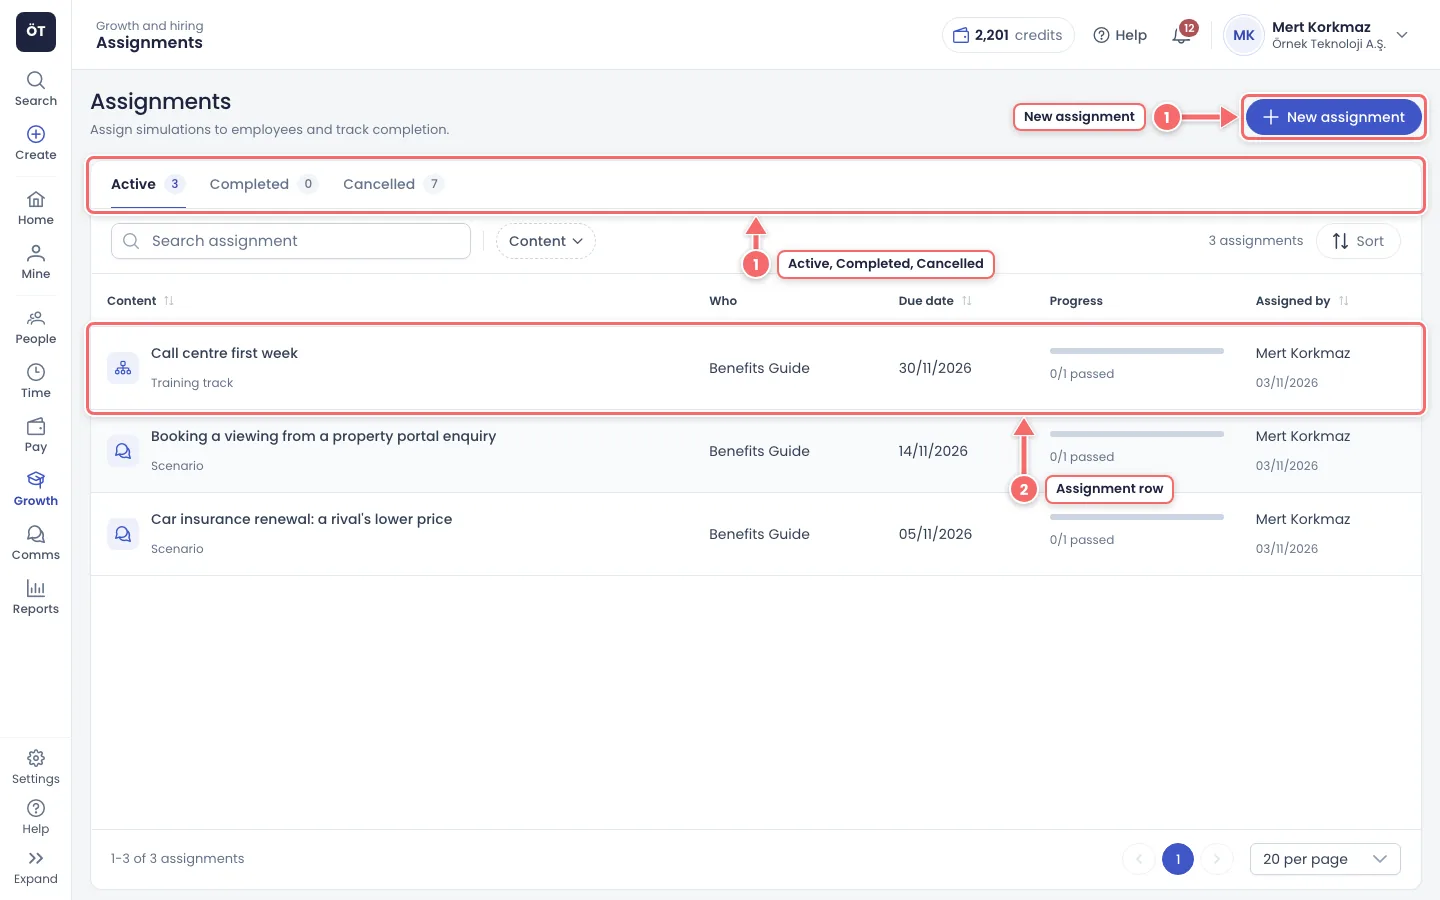 ÖT
Growth and hiring
Assignments
2,201 credits
Help
12
MK
Mert Korkmaz
Örnek Teknoloji A.Ş.
Search
Create
Home
Mine
People
Time
Pay
Growth
Comms
Reports
Settings
Help
Expand
Assignments
Assign simulations to employees and track completion.
New assignment
1
New assignment
Active 3
Completed 0
Cancelled 7
Search assignment
Content
1
Active, Completed, Cancelled
3 assignments
Sort
Content
Who
Due date
Progress
Assigned by
Call centre first week
Training track
Benefits Guide
30/11/2026
0/1 passed
Mert Korkmaz
03/11/2026
Booking a viewing from a property portal enquiry
Scenario
Benefits Guide
14/11/2026
0/1 passed
Mert Korkmaz
03/11/2026
2
Assignment row
Car insurance renewal: a rival's lower price
Scenario
Benefits Guide
05/11/2026
0/1 passed
Mert Korkmaz
03/11/2026
1-3 of 3 assignments
1
20 per page